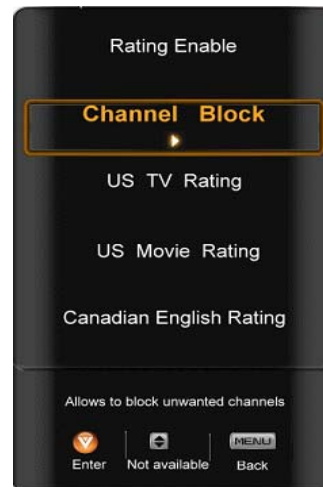 Rating Enable
Channel Block
US TV Rating
US Movie Rating
Canadian English Rating
Allows to block unwanted channels
MENU
Enter Not available Back